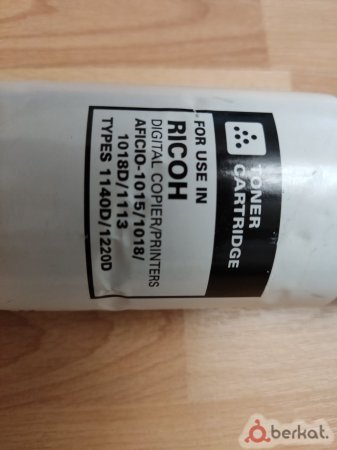 TONER
CARTRIDGE
FOR USE IN
RICOH
DIGITAL COPIER/PRINTERS
AFICIO-1015/1018/
1018D/1113
TYPES 1140D/1220D
berkat.